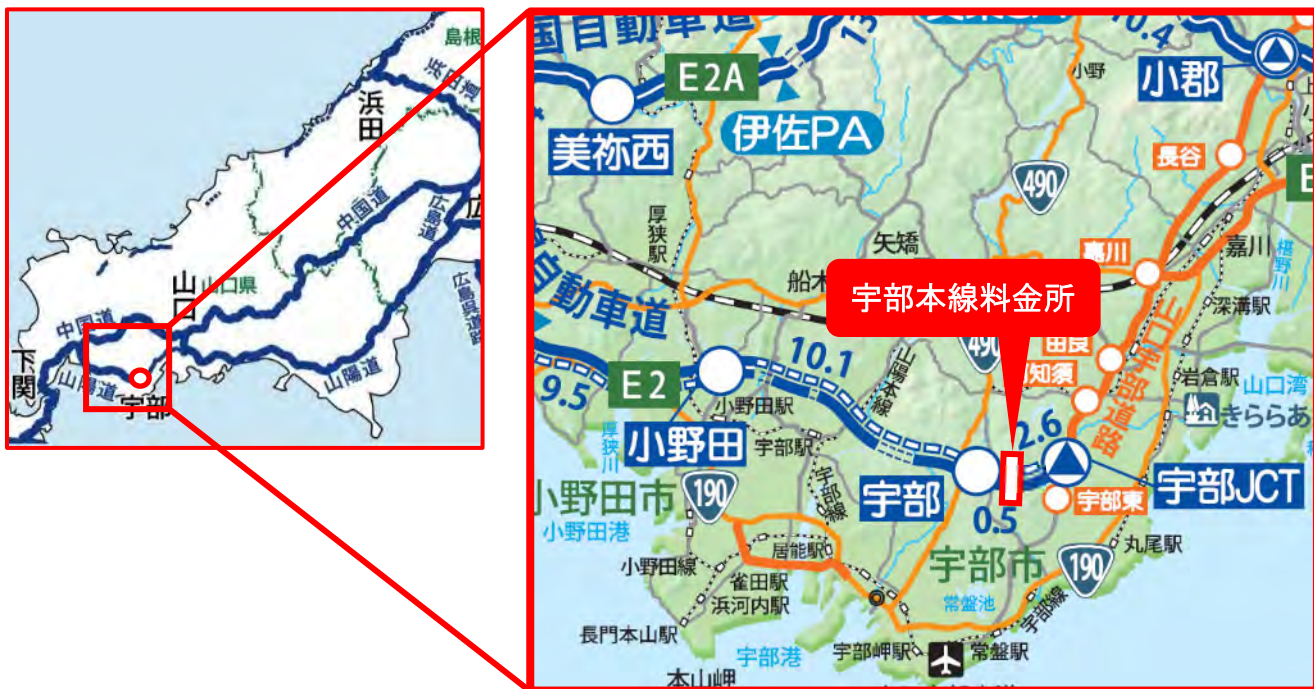 島根
浜田道
浜田
中国道
広島道
広
広島呉道路
山口
山口県
中国道
山陽道
山陽道
下関
宇部
国自動車道
13
10.4
E2A
小野
小郡
美祢西
伊佐PA
長谷
490
E
厚狭駅
矢矯
嘉川
嘉川
椹野川
船木
宇部本線料金所
深溝駅
自動車道
山口宇部道路
10.1
490
由良
E2
山陽本線
知須
岩倉駅
山口湾
9.5
小野田駅
きららあ
厚狭川
小野田
宇部駅
2.6
宇部線
宇部
宇部JCT
小野田市
190
宇部東
0.5
小野田港
丸尾駅
居能駅
宇部市
190
小野田線
雀田駅
浜河内駅
常盤池
宇部線
長門本山駅
宇部港
宇部岬駅
常盤駅
本山岬